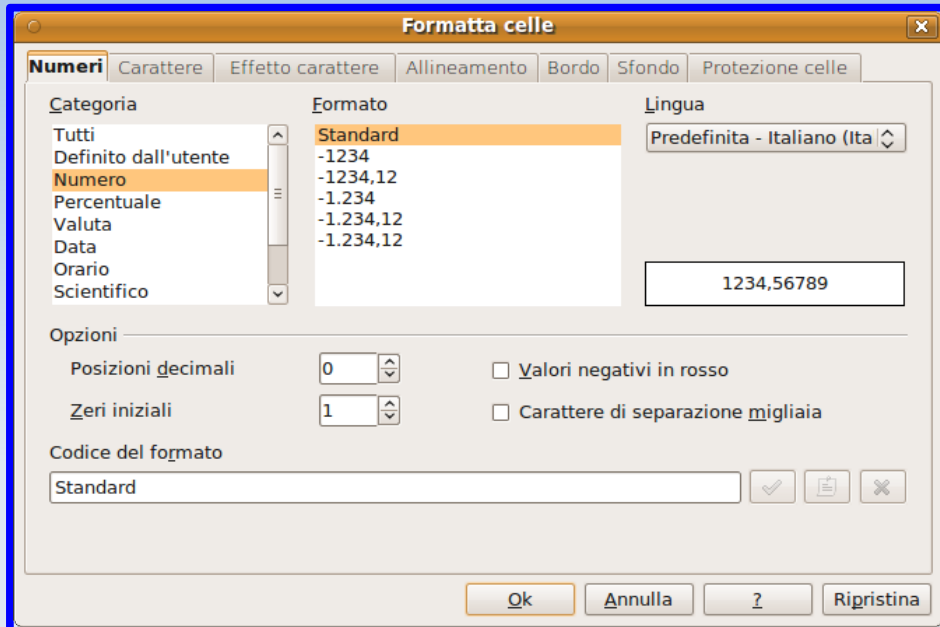 Formatta celle
Numeri Carattere Effetto carattere Allineamento Bordo Sfondo Protezione celle
Categoria
Tutti
Definito dall'utente
Numero
Percentuale
Valuta
Data
Orario
Scientifico
Formato
Standard
-1234
-1234,12
-1.234
-1.234,12
-1.234,12
Lingua
Predefinita - Italiano (Ita
1234,56789
Opzioni
Posizioni decimali 0
Valori negativi in rosso
Zeri iniziali 1
Carattere di separazione migliaia
Codice del formato
Standard
Ok Annulla ? Ripristina